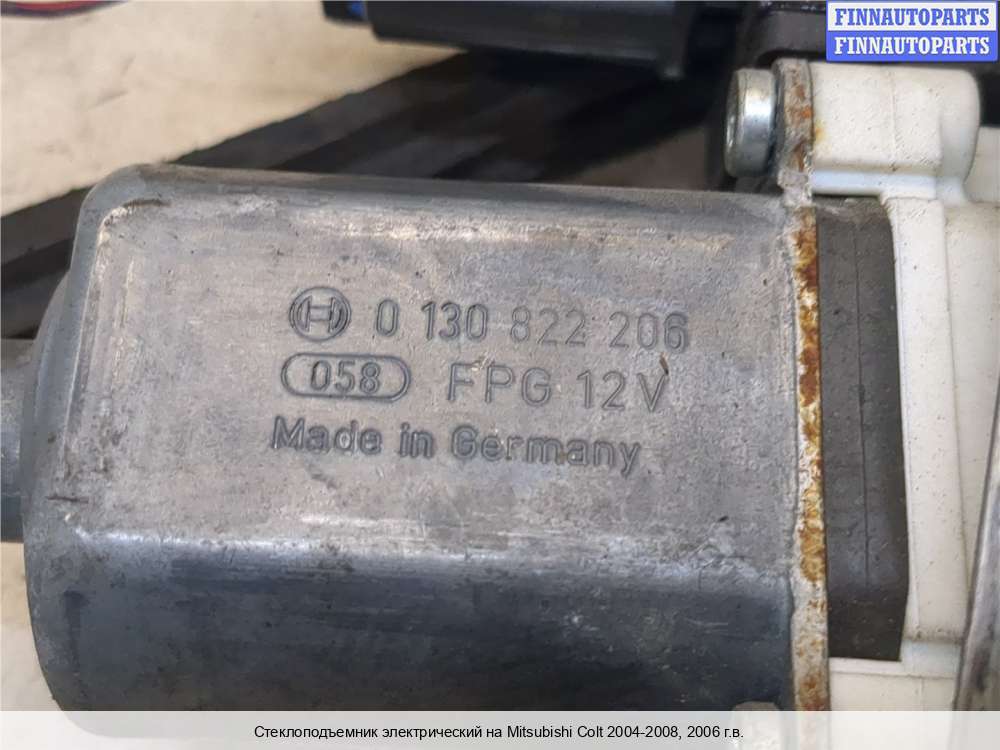 FINNAUTOPARTS
FINNAUTOPARTS
0 130 822 206
058 FPG 12V
Made in Germany
Стеклоподъемник электрический на Mitsubishi Colt 2004-2008, 2006 г.в.